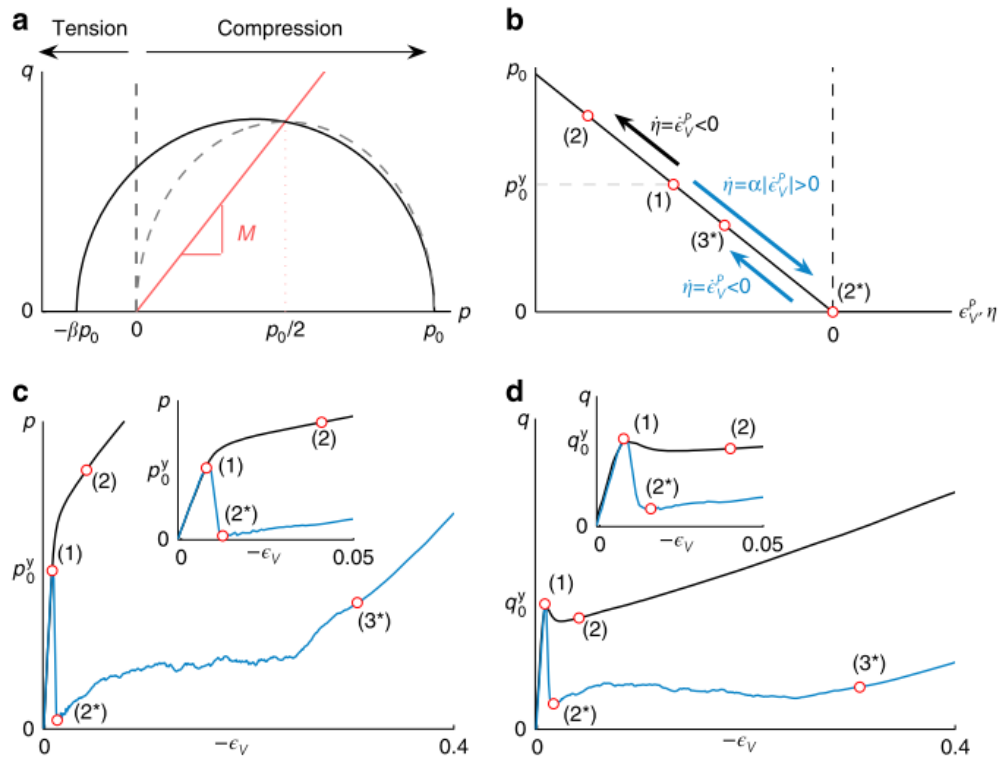 a
Tension
Compression
q
M
0
−βp₀
0
p₀/2
p₀
p
b
p₀
(2)
η̇=ε̇ᵥᴾ<0
p₀ʸ
(1)
η̇=α|ε̇ᵥᴾ|>0
(3*)
η̇=ε̇ᵥᴾ<0
(2*)
0
0
εᵥᴾ, η
c
p
(2)
(1)
p₀ʸ
(3*)
(2*)
0
0
−εᵥ
0.4
p
(1)
(2)
p₀ʸ
(2*)
0
0
−εᵥ
0.05
d
q
(1)
q₀ʸ
(2)
(3*)
(2*)
0
0
−εᵥ
0.4
q
(1)
(2)
q₀ʸ
(2*)
0
0
−εᵥ
0.05